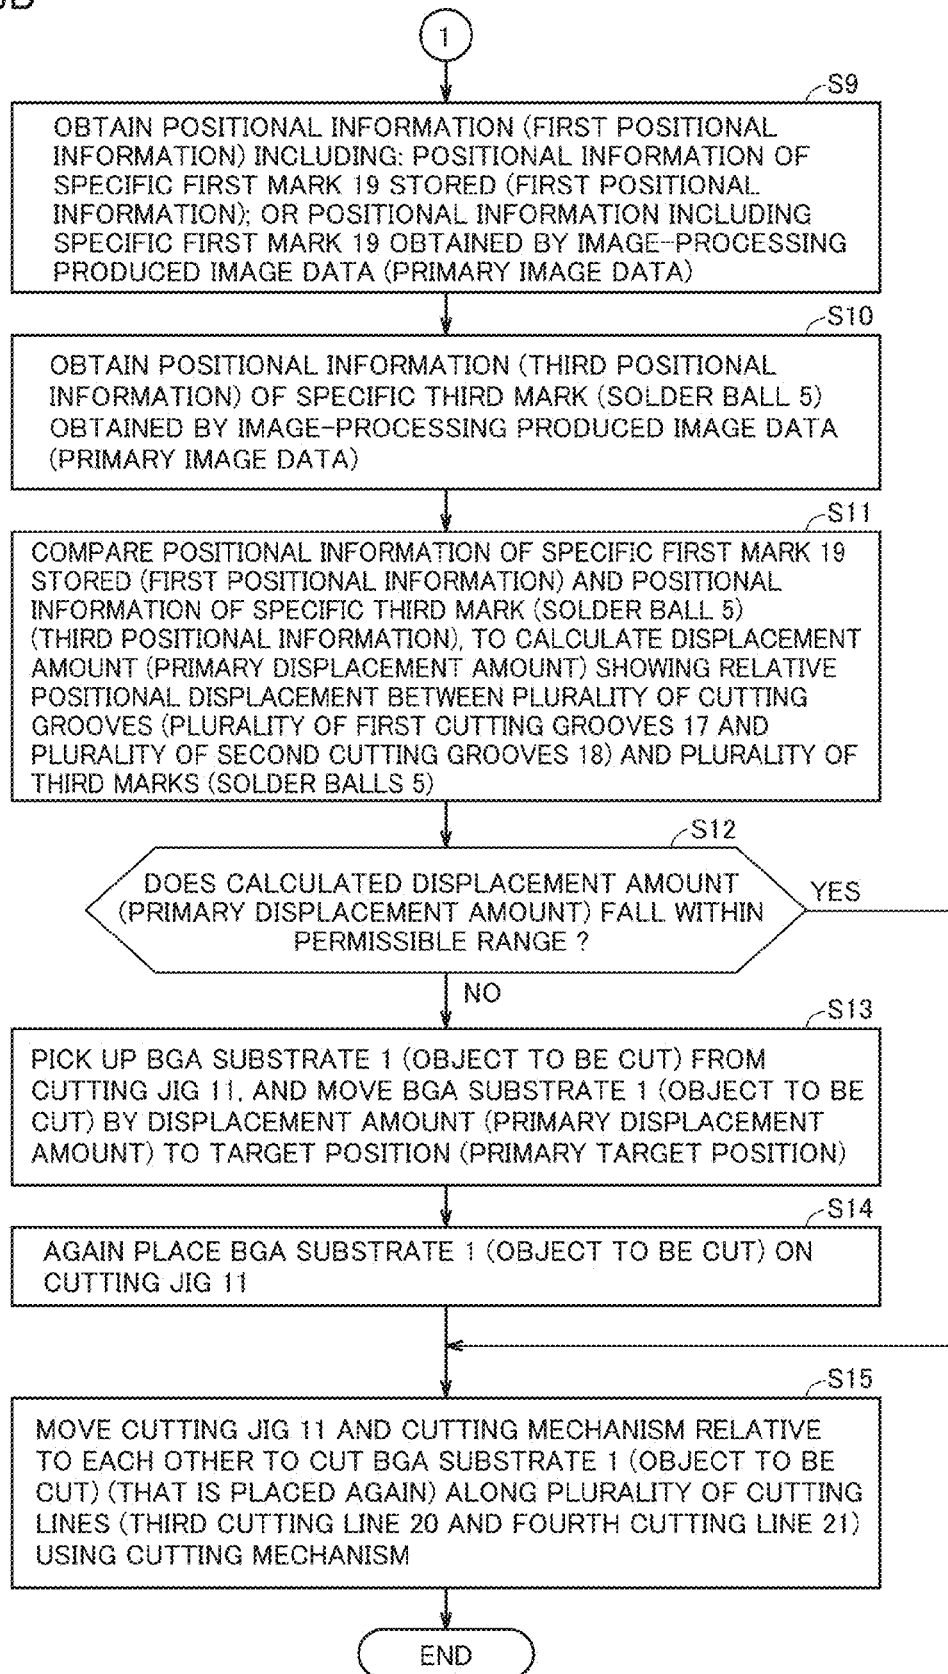 1
S9
OBTAIN POSITIONAL INFORMATION (FIRST POSITIONAL
INFORMATION) INCLUDING: POSITIONAL INFORMATION OF
SPECIFIC FIRST MARK 19 STORED (FIRST POSITIONAL
INFORMATION); OR POSITIONAL INFORMATION INCLUDING
SPECIFIC FIRST MARK 19 OBTAINED BY IMAGE-PROCESSING
PRODUCED IMAGE DATA (PRIMARY IMAGE DATA)
S10
OBTAIN POSITIONAL INFORMATION (THIRD POSITIONAL
INFORMATION) OF SPECIFIC THIRD MARK (SOLDER BALL 5)
OBTAINED BY IMAGE-PROCESSING PRODUCED IMAGE DATA
(PRIMARY IMAGE DATA)
S11
COMPARE POSITIONAL INFORMATION OF SPECIFIC FIRST MARK 19
STORED (FIRST POSITIONAL INFORMATION) AND POSITIONAL
INFORMATION OF SPECIFIC THIRD MARK (SOLDER BALL 5)
(THIRD POSITIONAL INFORMATION), TO CALCULATE DISPLACEMENT
AMOUNT (PRIMARY DISPLACEMENT AMOUNT) SHOWING RELATIVE
POSITIONAL DISPLACEMENT BETWEEN PLURALITY OF CUTTING
GROOVES (PLURALITY OF FIRST CUTTING GROOVES 17 AND
PLURALITY OF SECOND CUTTING GROOVES 18) AND PLURALITY OF
THIRD MARKS (SOLDER BALLS 5)
S12
DOES CALCULATED DISPLACEMENT AMOUNT
(PRIMARY DISPLACEMENT AMOUNT) FALL WITHIN
PERMISSIBLE RANGE ?
YES
NO
S13
PICK UP BGA SUBSTRATE 1 (OBJECT TO BE CUT) FROM
CUTTING JIG 11, AND MOVE BGA SUBSTRATE 1 (OBJECT TO BE
CUT) BY DISPLACEMENT AMOUNT (PRIMARY DISPLACEMENT
AMOUNT) TO TARGET POSITION (PRIMARY TARGET POSITION)
S14
AGAIN PLACE BGA SUBSTRATE 1 (OBJECT TO BE CUT) ON
CUTTING JIG 11
S15
MOVE CUTTING JIG 11 AND CUTTING MECHANISM RELATIVE
TO EACH OTHER TO CUT BGA SUBSTRATE 1 (OBJECT TO BE
CUT) (THAT IS PLACED AGAIN) ALONG PLURALITY OF CUTTING
LINES (THIRD CUTTING LINE 20 AND FOURTH CUTTING LINE 21)
USING CUTTING MECHANISM
END